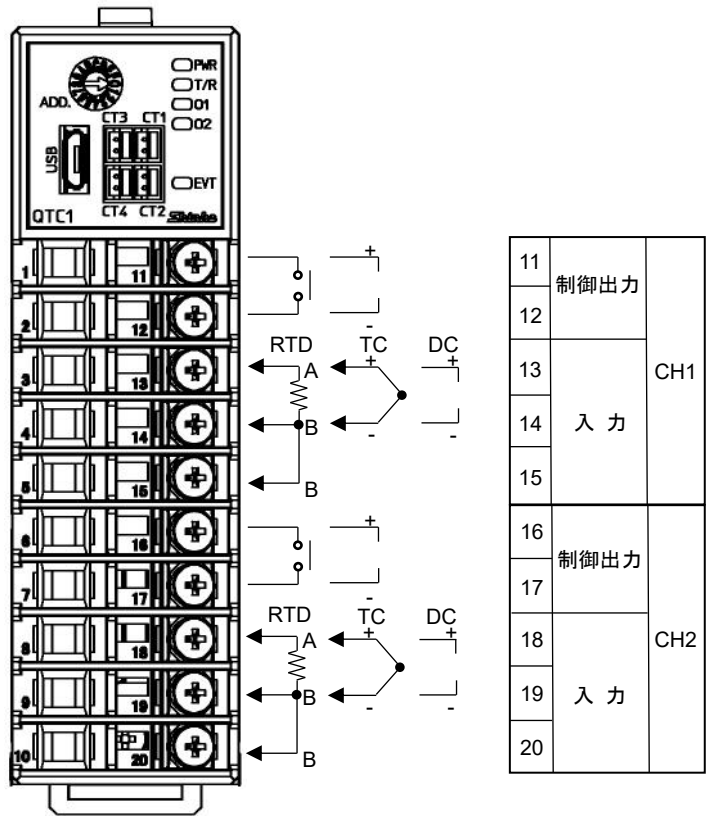 PWR
T/R
O1
O2
ADD.
CT3 CT1
USB
EVT
QTC1
CT4 CT2
Shinko
1
11
2
12
3
13
4
14
5
15
6
16
7
17
8
18
9
19
10
20
+
-
RTD TC DC
A + +
B - -
B
+
-
RTD TC DC
A + +
B - -
B
11 制御出力 CH1
12
13 入 力
14
15
16 制御出力 CH2
17
18 入 力
19
20